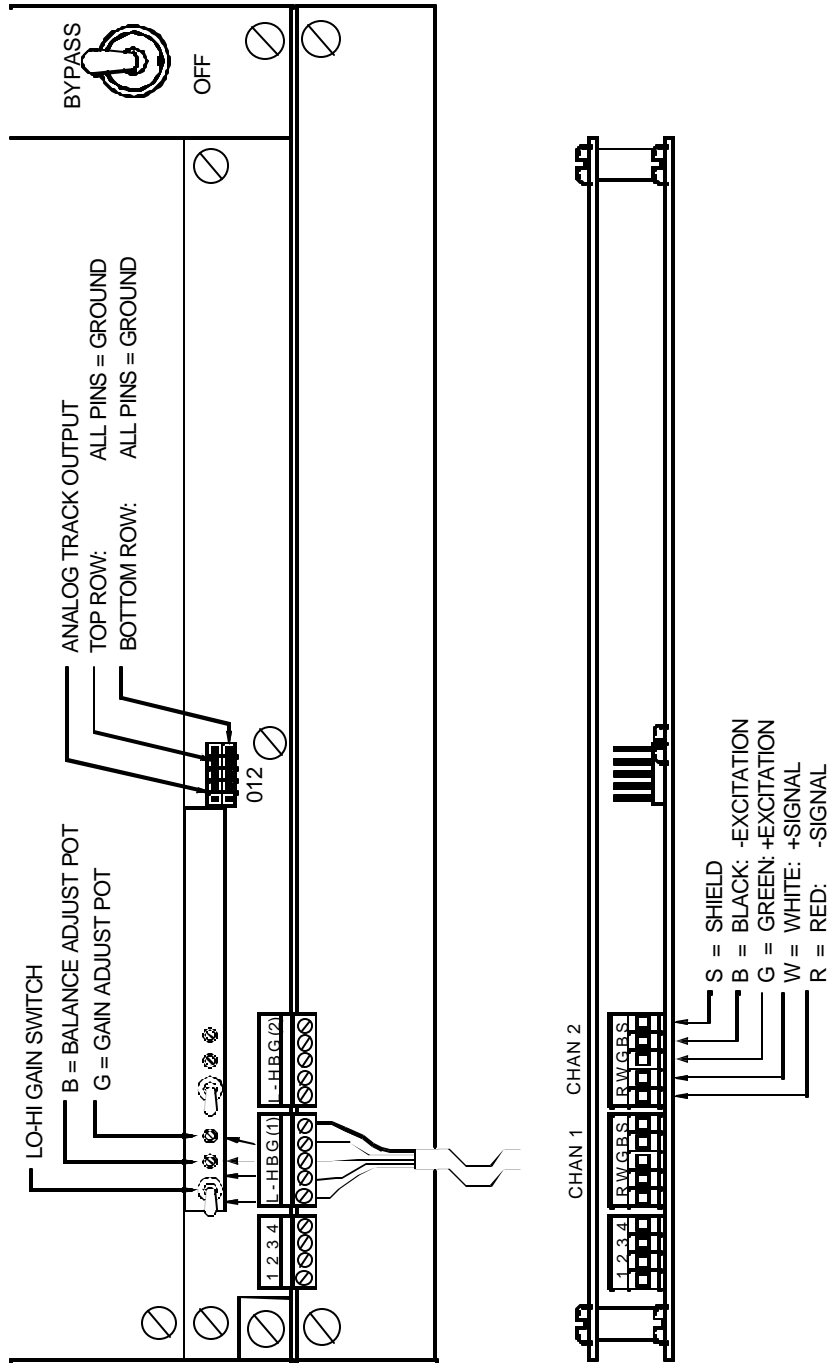 BYPASS
OFF
ANALOG TRACK OUTPUT
TOP ROW: ALL PINS = GROUND
BOTTOM ROW: ALL PINS = GROUND
012
LO-HI GAIN SWITCH
B = BALANCE ADJUST POT
G = GAIN ADJUST POT
1 2 3 4
L - H B G (1)
L - H B G (2)
CHAN 1
CHAN 2
1 2 3 4
R W G B S
R W G B S
S = SHIELD
B = BLACK: -EXCITATION
G = GREEN: +EXCITATION
W = WHITE: +SIGNAL
R = RED: -SIGNAL